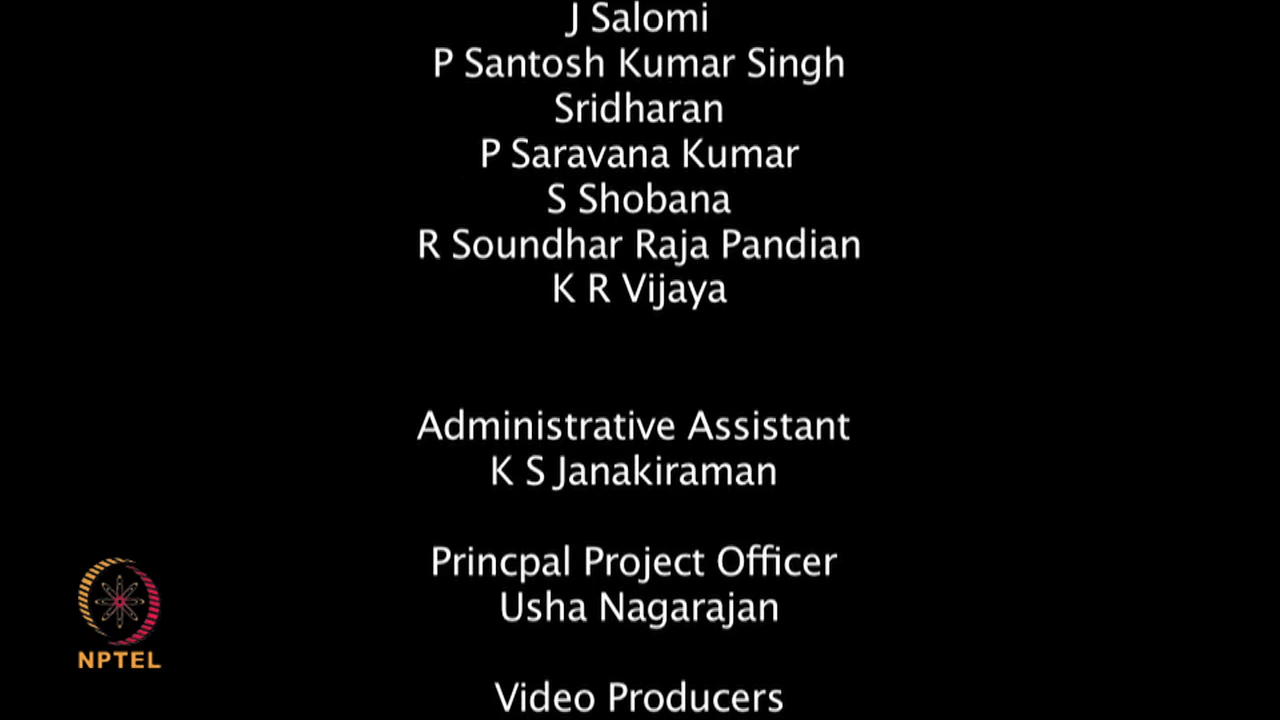 J Salomi
P Santosh Kumar Singh
Sridharan
P Saravana Kumar
S Shobana
R Soundhar Raja Pandian
K R Vijaya
Administrative Assistant
K S Janakiraman
Princpal Project Officer
Usha Nagarajan
NPTEL
Video Producers